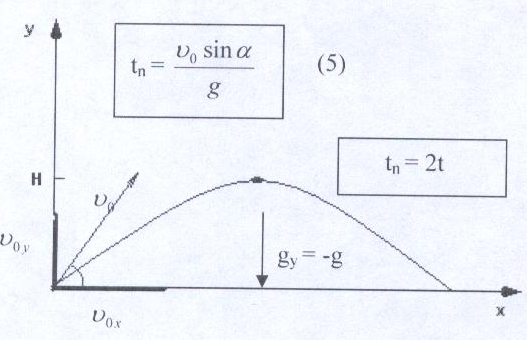 y
tₙ = υ₀ sin α / g
(5)
tₙ = 2t
H
υ₀
υ₀y
gy = -g
x
υ₀x